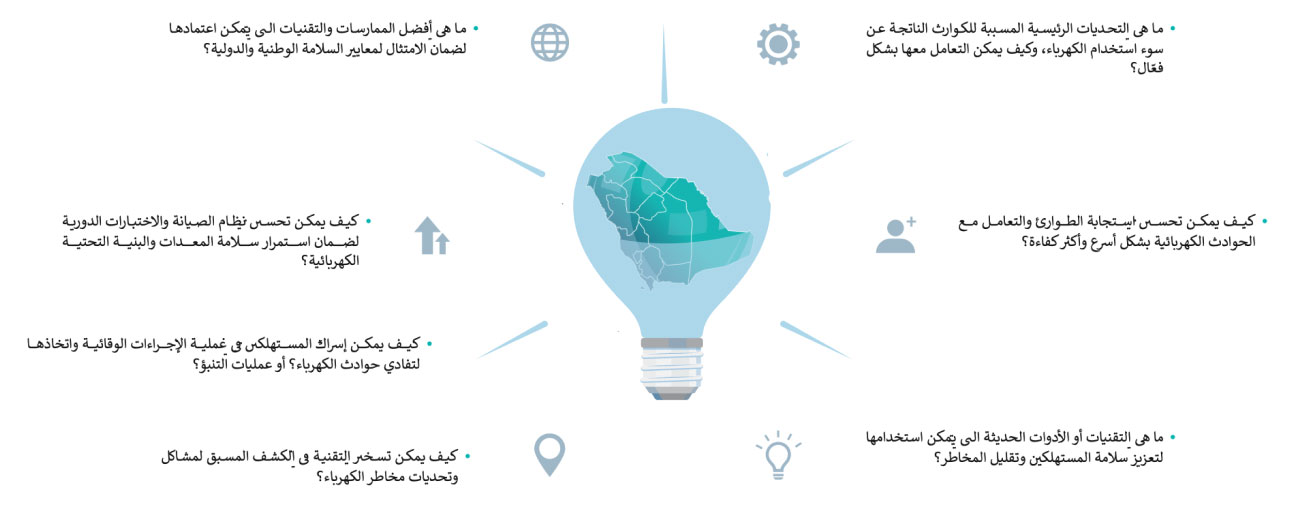 ما هي التحديات الرئيسية المسببة للكوارث الناتجة عن
سوء استخدام الكهرباء، وكيف يمكن التعامل معها بشكل
فعّال؟
ما هي أفضل الممارسات والتقنيات التي يمكن اعتمادها
لضمان الامتثال لمعايير السلامة الوطنية والدولية؟
كيف يمكن تحسين استجابة الطوارئ والتعامل مع
الحوادث الكهربائية بشكل أسرع وأكثر كفاءة؟
كيف يمكن تحسين نظام الصيانة والاختبارات الدورية
لضمان استمرار سلامة المعدات والبنية التحتية
الكهربائية؟
كيف يمكن إشراك المستهلكين في عملية الإجراءات الوقائية واتخاذها
لتفادي حوادث الكهرباء؟ أو عمليات التنبؤ؟
ما هي التقنيات أو الأدوات الحديثة التي يمكن استخدامها
لتعزيز سلامة المستهلكين وتقليل المخاطر؟
كيف يمكن تسخير التقنية في الكشف المسبق لمشاكل
وتحديات مخاطر الكهرباء؟